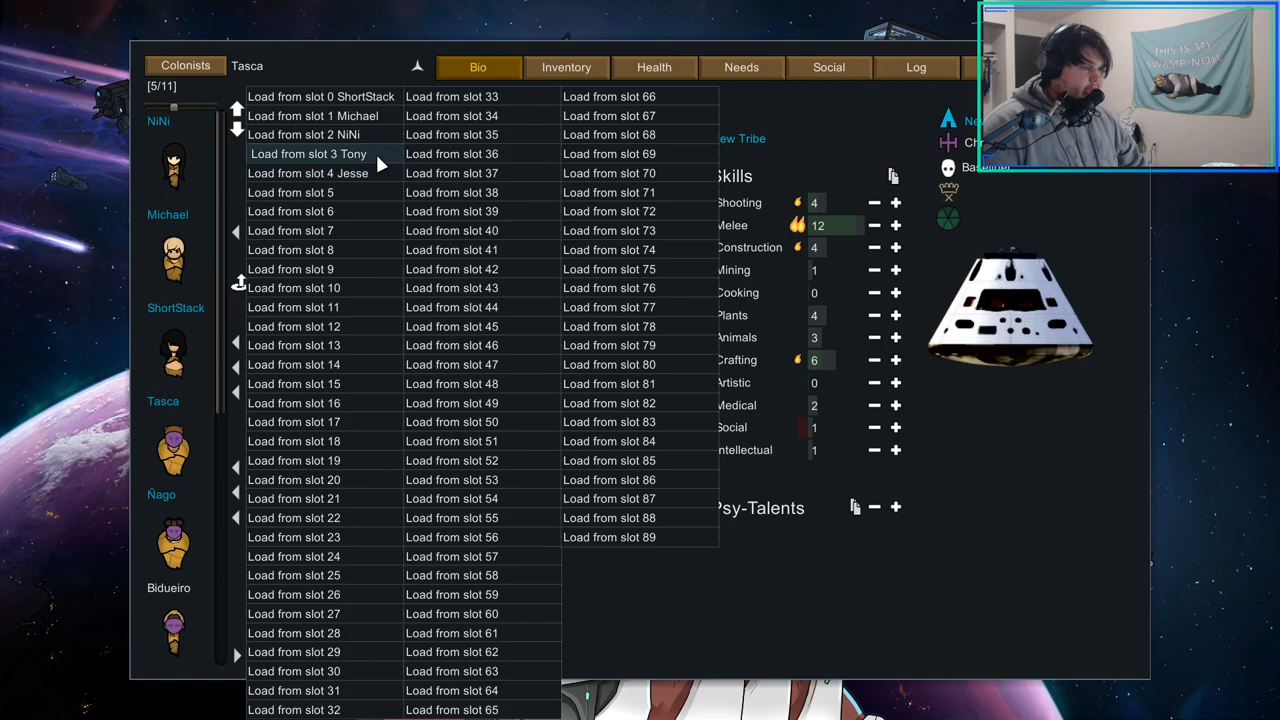 THIS IS MY
SWAMP NOW
Colonists
Tasca
Bio
Inventory
Health
Needs
Social
Log
[5/11]
NiNi
Michael
ShortStack
Tasca
Ñago
Bidueiro
Load from slot 0 ShortStack
Load from slot 1 Michael
Load from slot 2 NiNi
Load from slot 3 Tony
Load from slot 4 Jesse
Load from slot 5
Load from slot 6
Load from slot 7
Load from slot 8
Load from slot 9
Load from slot 10
Load from slot 11
Load from slot 12
Load from slot 13
Load from slot 14
Load from slot 15
Load from slot 16
Load from slot 17
Load from slot 18
Load from slot 19
Load from slot 20
Load from slot 21
Load from slot 22
Load from slot 23
Load from slot 24
Load from slot 25
Load from slot 26
Load from slot 27
Load from slot 28
Load from slot 29
Load from slot 30
Load from slot 31
Load from slot 32
Load from slot 33
Load from slot 34
Load from slot 35
Load from slot 36
Load from slot 37
Load from slot 38
Load from slot 39
Load from slot 40
Load from slot 41
Load from slot 42
Load from slot 43
Load from slot 44
Load from slot 45
Load from slot 46
Load from slot 47
Load from slot 48
Load from slot 49
Load from slot 50
Load from slot 51
Load from slot 52
Load from slot 53
Load from slot 54
Load from slot 55
Load from slot 56
Load from slot 57
Load from slot 58
Load from slot 59
Load from slot 60
Load from slot 61
Load from slot 62
Load from slot 63
Load from slot 64
Load from slot 65
Load from slot 66
Load from slot 67
Load from slot 68
Load from slot 69
Load from slot 70
Load from slot 71
Load from slot 72
Load from slot 73
Load from slot 74
Load from slot 75
Load from slot 76
Load from slot 77
Load from slot 78
Load from slot 79
Load from slot 80
Load from slot 81
Load from slot 82
Load from slot 83
Load from slot 84
Load from slot 85
Load from slot 86
Load from slot 87
Load from slot 88
Load from slot 89
ew Tribe
Skills
Shooting 4
Melee 12
Construction 4
Mining 1
Cooking 0
Plants 4
Animals 3
Crafting 6
Artistic 0
Medical 2
Social 1
Intellectual 1
Psy-Talents